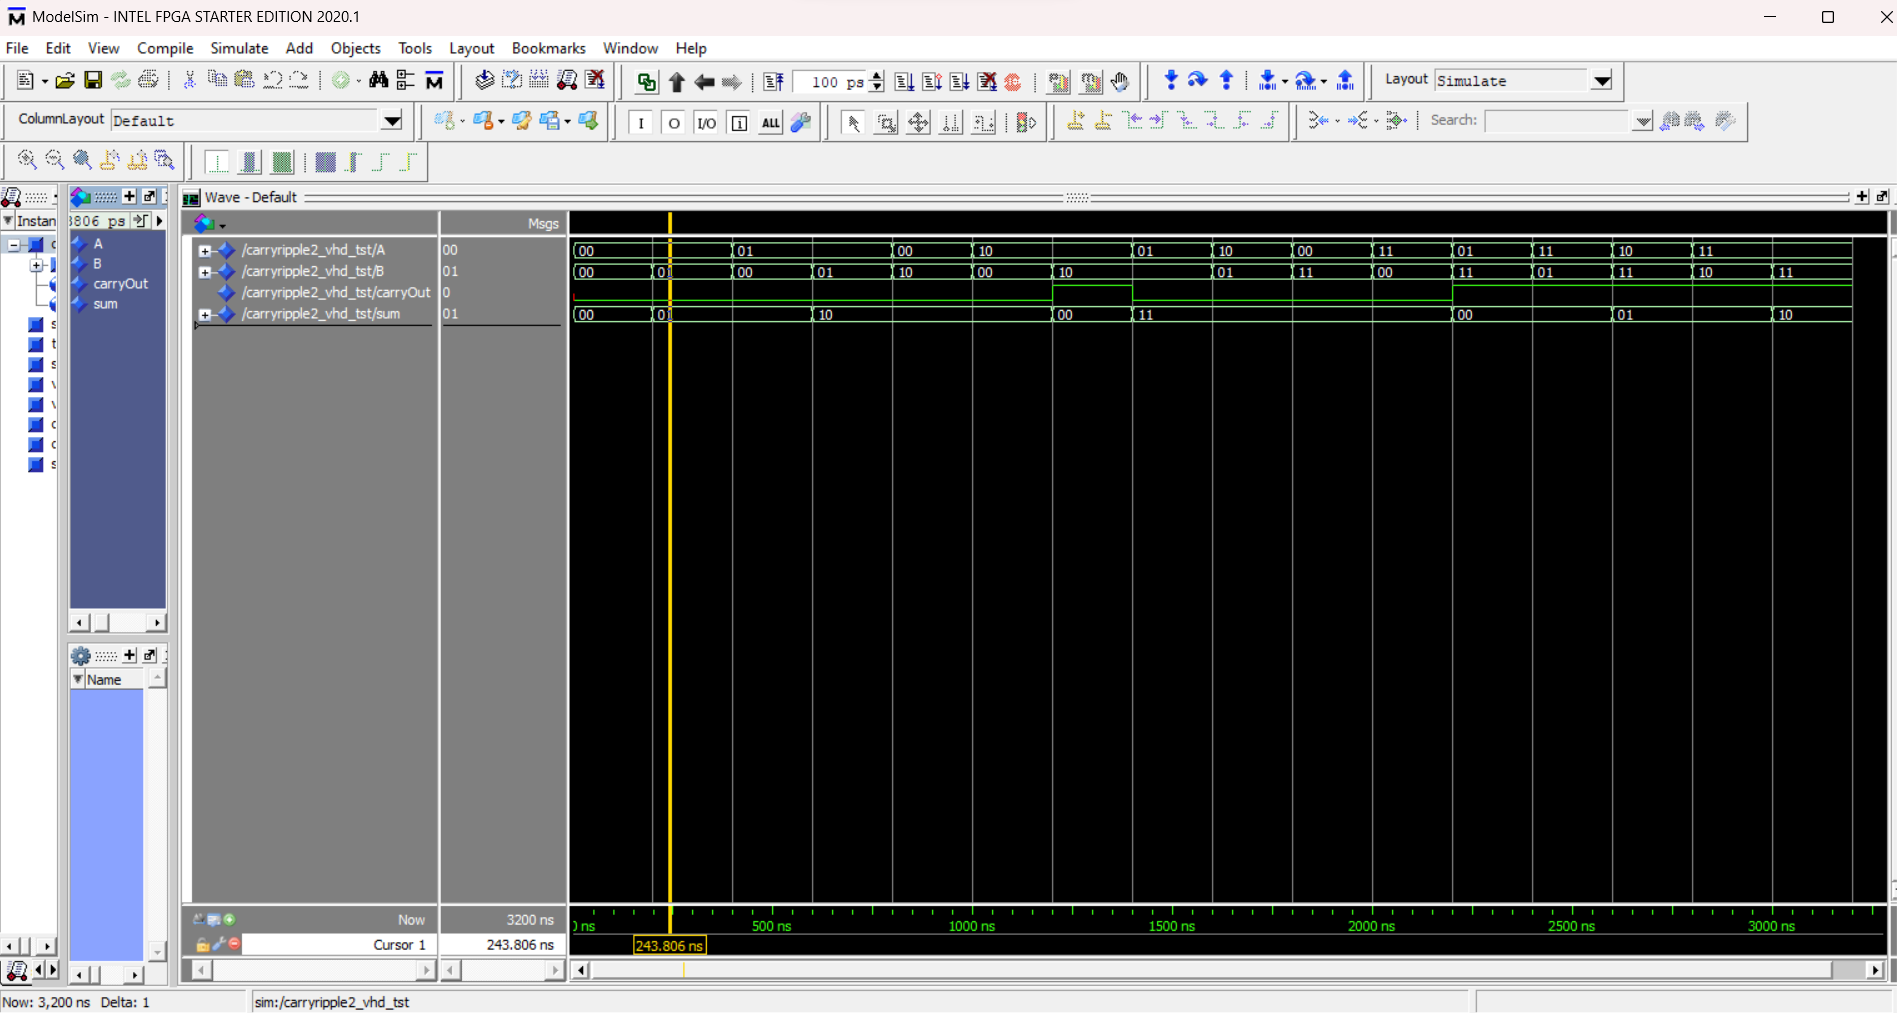 ModelSim - INTEL FPGA STARTER EDITION 2020.1
File Edit View Compile Simulate Add Objects Tools Layout Bookmarks Window Help
100 ps
Layout Simulate
ColumnLayout Default
I O I/O ALL
Search:
Wave - Default
Instan
3806 ps
Msgs
A
B
carryOut
sum
Name
/carryripple2_vhd_tst/A 00 00 01 00 10 01 10 00 11 01 11 10 11
/carryripple2_vhd_tst/B 01 00 01 00 01 10 00 10 01 11 00 11 01 11 10 11
/carryripple2_vhd_tst/carryOut 0
/carryripple2_vhd_tst/sum 01 00 01 10 00 11 00 01 10
Now 3200 ns
0 ns 500 ns 1000 ns 1500 ns 2000 ns 2500 ns 3000 ns
Cursor 1 243.806 ns 243.806 ns
Now: 3,200 ns Delta: 1 sim:/carryripple2_vhd_tst